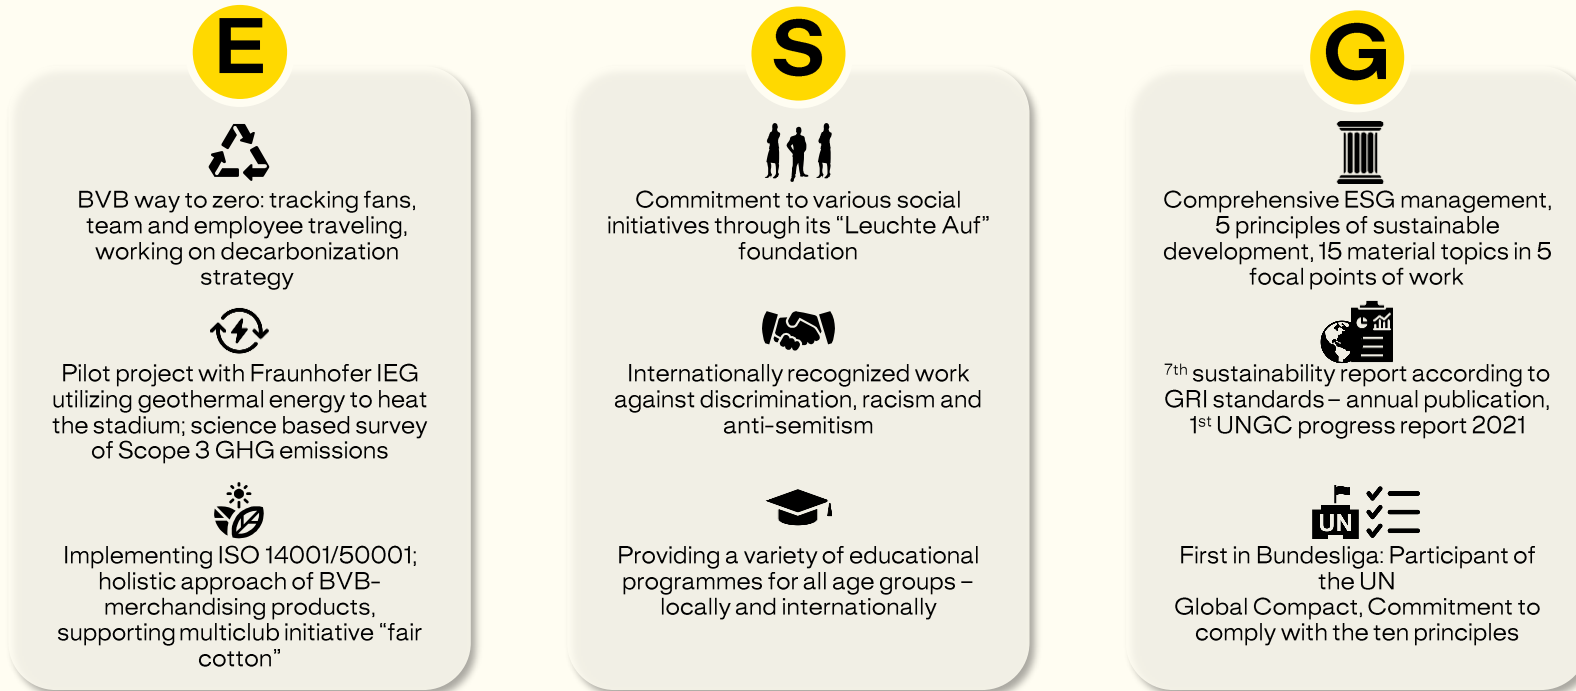 E
BVB way to zero: tracking fans,
team and employee traveling,
working on decarbonization
strategy
Pilot project with Fraunhofer IEG
utilizing geothermal energy to heat
the stadium; science based survey
of Scope 3 GHG emissions
Implementing ISO 14001/50001;
holistic approach of BVB-
merchandising products,
supporting multiclub initiative “fair
cotton”
S
Commitment to various social
initiatives through its “Leuchte Auf”
foundation
Internationally recognized work
against discrimination, racism and
anti-semitism
Providing a variety of educational
programmes for all age groups –
locally and internationally
G
Comprehensive ESG management,
5 principles of sustainable
development, 15 material topics in 5
focal points of work
7th sustainability report according to
GRI standards – annual publication,
1st UNGC progress report 2021
UN
First in Bundesliga: Participant of
the UN
Global Compact, Commitment to
comply with the ten principles